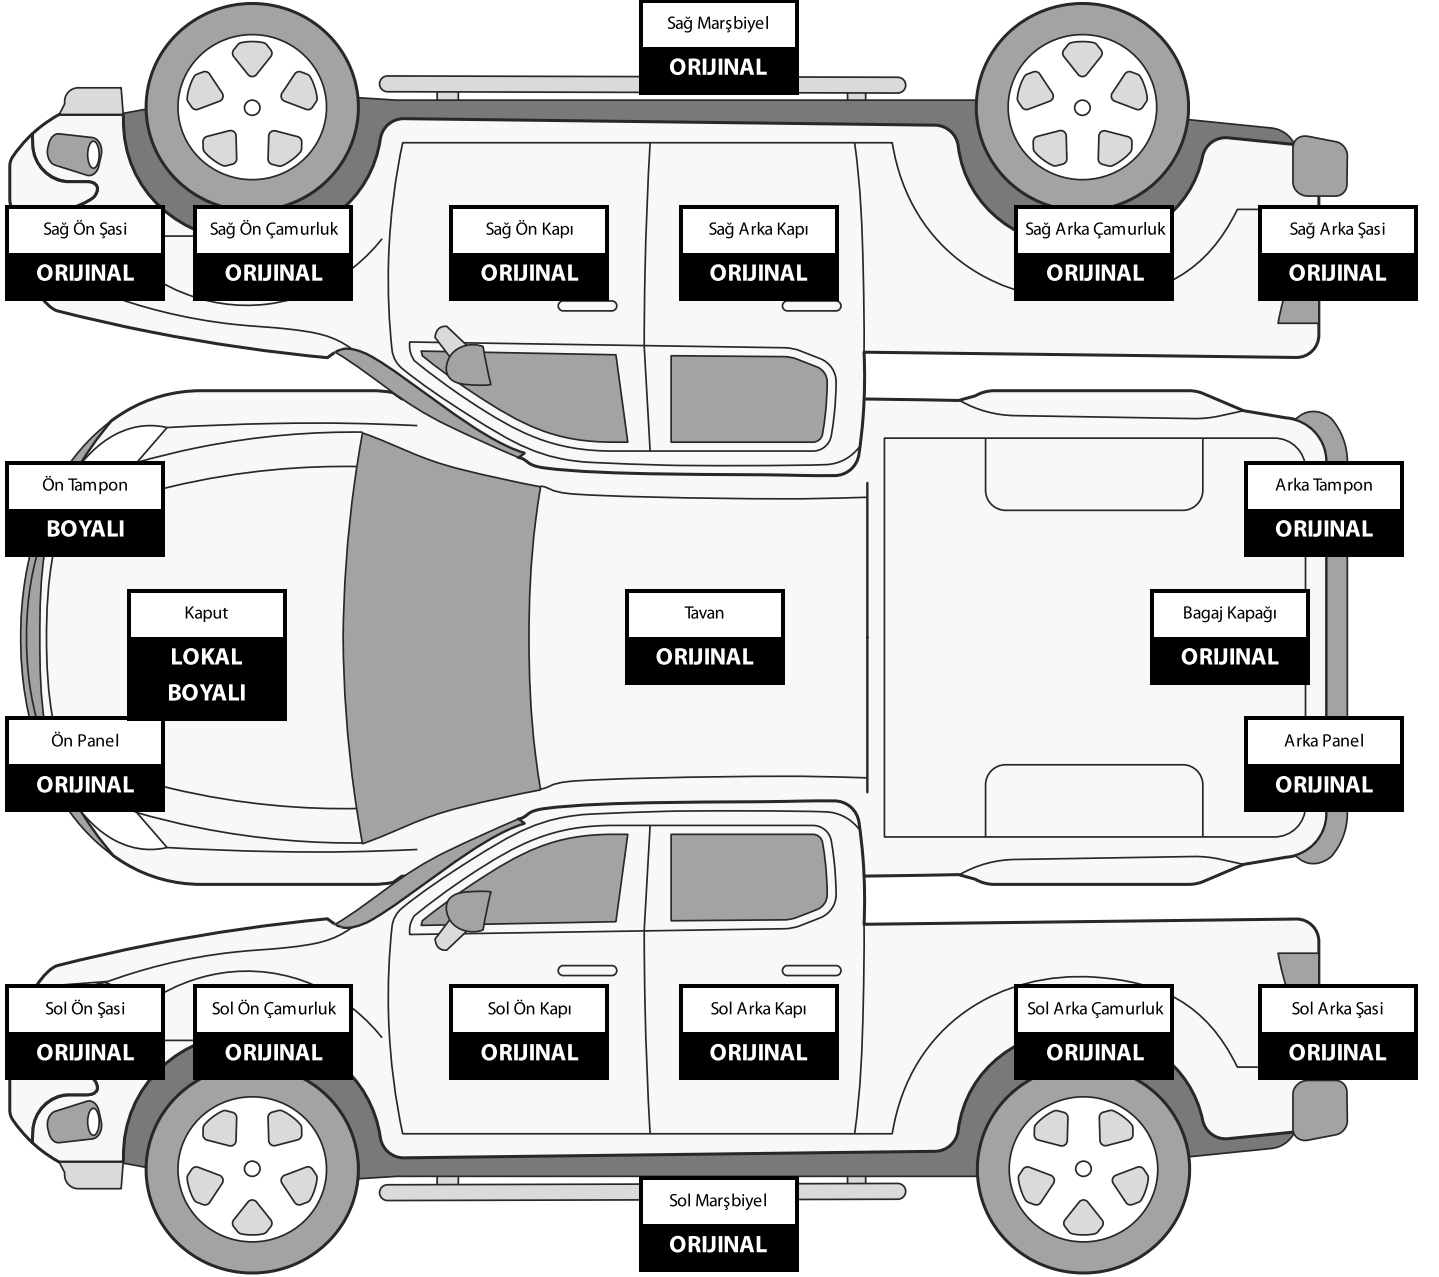 Sağ Marşbiyel
ORIJINAL
Sağ Ön Şasi
ORIJINAL
Sağ Ön Çamurluk
ORIJINAL
Sağ Ön Kapı
ORIJINAL
Sağ Arka Kapı
ORIJINAL
Sağ Arka Çamurluk
ORIJINAL
Sağ Arka Şasi
ORIJINAL
Ön Tampon
BOYALI
Arka Tampon
ORIJINAL
Kaput
LOKAL
BOYALI
Tavan
ORIJINAL
Bagaj Kapağı
ORIJINAL
Ön Panel
ORIJINAL
Arka Panel
ORIJINAL
Sol Ön Şasi
ORIJINAL
Sol Ön Çamurluk
ORIJINAL
Sol Ön Kapı
ORIJINAL
Sol Arka Kapı
ORIJINAL
Sol Arka Çamurluk
ORIJINAL
Sol Arka Şasi
ORIJINAL
Sol Marşbiyel
ORIJINAL